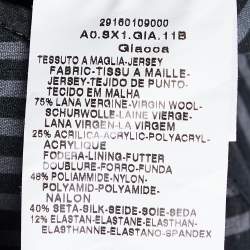 29160109000
A0.SX1.GIA.11B
Giacca
TESSUTO A MAGLIA-JERSEY
FABRIC-TISSU A MAILLE-
JERSEY-TEJIDO DE PUNTO-
TECIDO EM MALHA
75% LANA VERGINE-VIRGIN WOOL-
SCHURWOLLE-LAINE VIERGE-
LANA VIRGEN-LÃ VIRGEM
25% ACRILICA-ACRYLIC-POLYACRYL-
ACRYLIQUE
FODERA-LINING-FUTTER
DOUBLURE-FORRO-FUNDA
48% POLIAMMIDE-NYLON-
POLYAMID-POLYAMIDE-
NAILON
40% SETA-SILK-SEIDE-SOIE-SEDA
12% ELASTAN-ELASTANE-ELASTAN-
ELASTHANNE-ELASTANO-SPANDEX